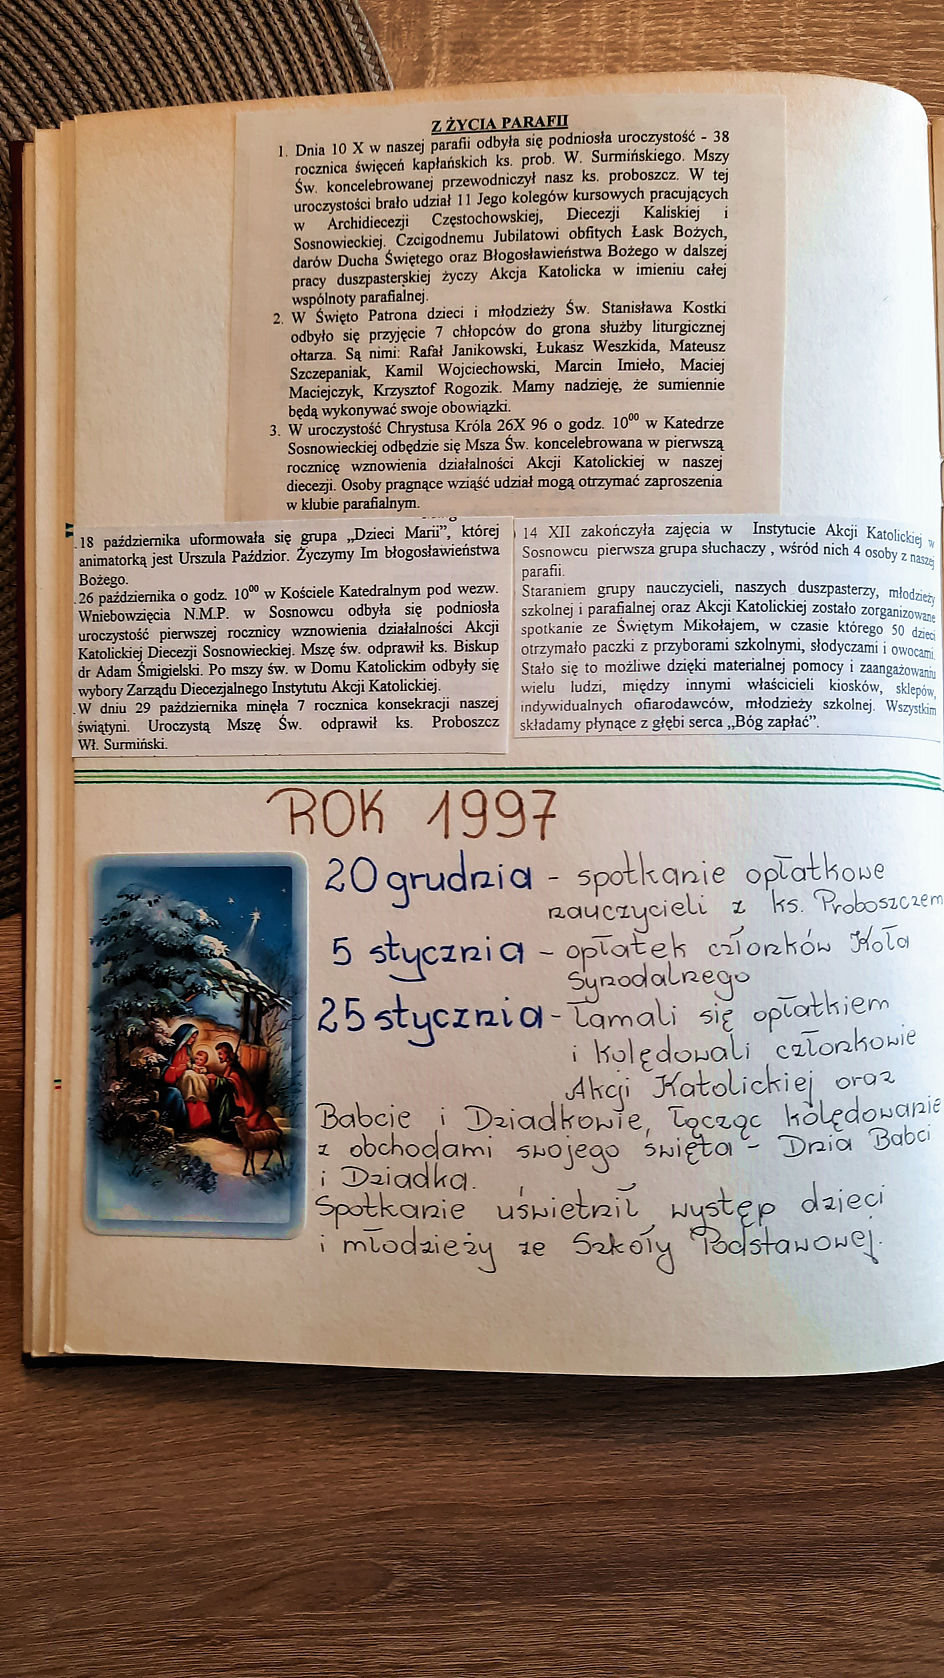 Z ŻYCIA PARAFII
1. Dnia 10 X w naszej parafii odbyła się podniosła uroczystość - 38
rocznica święceń kapłańskich ks. prob. W. Surmińskiego. Mszy
Św. koncelebrowanej przewodniczył nasz ks. proboszcz. W tej
uroczystości brało udział 11 Jego kolegów kursowych pracujących
w Archidiecezji Częstochowskiej, Diecezji Kaliskiej i
Sosnowieckiej. Czcigodnemu Jubilatowi obfitych Łask Bożych,
darów Ducha Świętego oraz Błogosławieństwa Bożego w dalszej
pracy duszpasterskiej życzy Akcja Katolicka w imieniu całej
wspólnoty parafialnej.
2. W Święto Patrona dzieci i młodzieży Św. Stanisława Kostki
odbyło się przyjęcie 7 chłopców do grona służby liturgicznej
ołtarza. Są nimi: Rafał Janikowski, Łukasz Weszkida, Mateusz
Szczepaniak, Kamil Wojciechowski, Marcin Imieło, Maciej
Maciejczyk, Krzysztof Rogozik. Mamy nadzieję, że sumiennie
będą wykonywać swoje obowiązki.
3. W uroczystość Chrystusa Króla 26X 96 o godz. 10⁰⁰ w Katedrze
Sosnowieckiej odbędzie się Msza Św. koncelebrowana w pierwszą
rocznicę wznowienia działalności Akcji Katolickiej w naszej
diecezji. Osoby pragnące wziąść udział mogą otrzymać zaproszenia
w klubie parafialnym.
18 października uformowała się grupa „Dzieci Marii”, której
animatorką jest Urszula Paździor. Życzymy Im błogosławieństwa
Bożego.
26 października o godz. 10⁰⁰ w Kościele Katedralnym pod wezw.
Wniebowzięcia N.M.P. w Sosnowcu odbyła się podniosła
uroczystość pierwszej rocznicy wznowienia działalności Akcji
Katolickiej Diecezji Sosnowieckiej. Mszę św. odprawił ks. Biskup
dr Adam Śmigielski. Po mszy św. w Domu Katolickim odbyły się
wybory Zarządu Diecezjalnego Instytutu Akcji Katolickiej.
W dniu 29 października minęła 7 rocznica konsekracji naszej
świątyni. Uroczystą Mszę Św. odprawił ks. Proboszcz
Wł. Surmiński.
14 XII zakończyła zajęcia w Instytucie Akcji Katolickiej w
Sosnowcu pierwsza grupa słuchaczy , wśród nich 4 osoby z naszej
parafii.
Staraniem grupy nauczycieli, naszych duszpasterzy, młodzieży
szkolnej i parafialnej oraz Akcji Katolickiej zostało zorganizowane
spotkanie ze Świętym Mikołajem, w czasie którego 50 dzieci
otrzymało paczki z przyborami szkolnymi, słodyczami i owocami.
Stało się to możliwe dzięki materialnej pomocy i zaangażowaniu
wielu ludzi, między innymi właścicieli kiosków, sklepów,
indywidualnych ofiarodawców, młodzieży szkolnej. Wszystkim
składamy płynące z głębi serca „Bóg zapłać”.
ROK 1997
20 grudnia - spotkanie opłatkowe
nauczycieli z ks. Proboszczem
5 stycznia - opłatek członków Koła
Synodalnego
25 stycznia - łamali się opłatkiem
i kolędowali członkowie
Akcji Katolickiej oraz
Babcie i Dziadkowie, łącząc kolędowanie
z obchodami swojego święta - Dnia Babci
i Dziadka.
Spotkanie uświetnił występ dzieci
i młodzieży ze Szkoły Podstawowej.